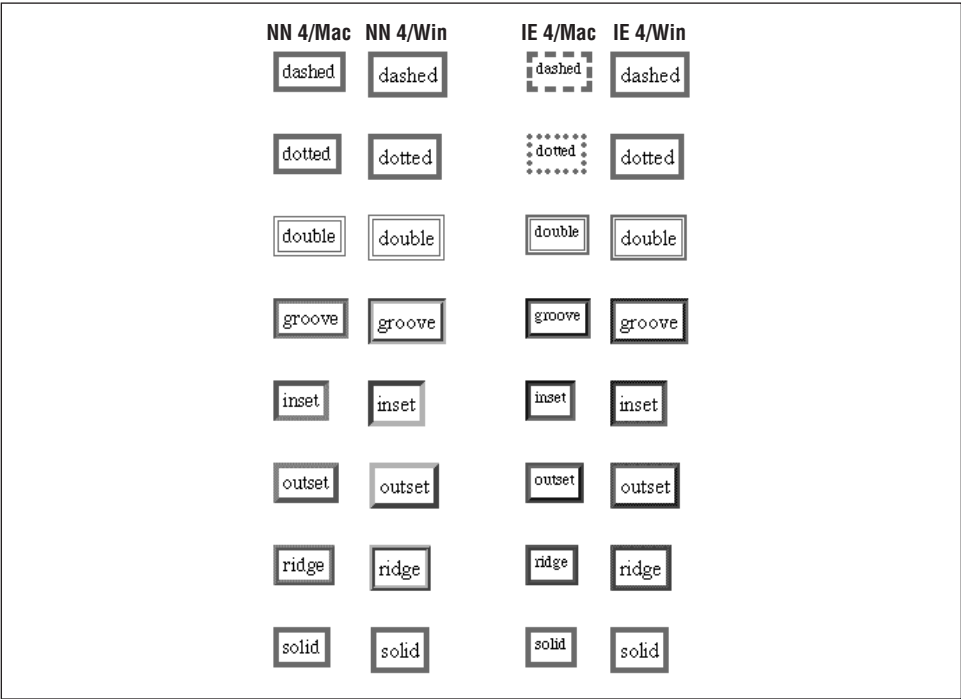 NN 4/Mac NN 4/Win IE 4/Mac IE 4/Win
dashed dashed dashed dashed
dotted dotted dotted dotted
double double double double
groove groove groove groove
inset inset inset inset
outset outset outset outset
ridge ridge ridge ridge
solid solid solid solid